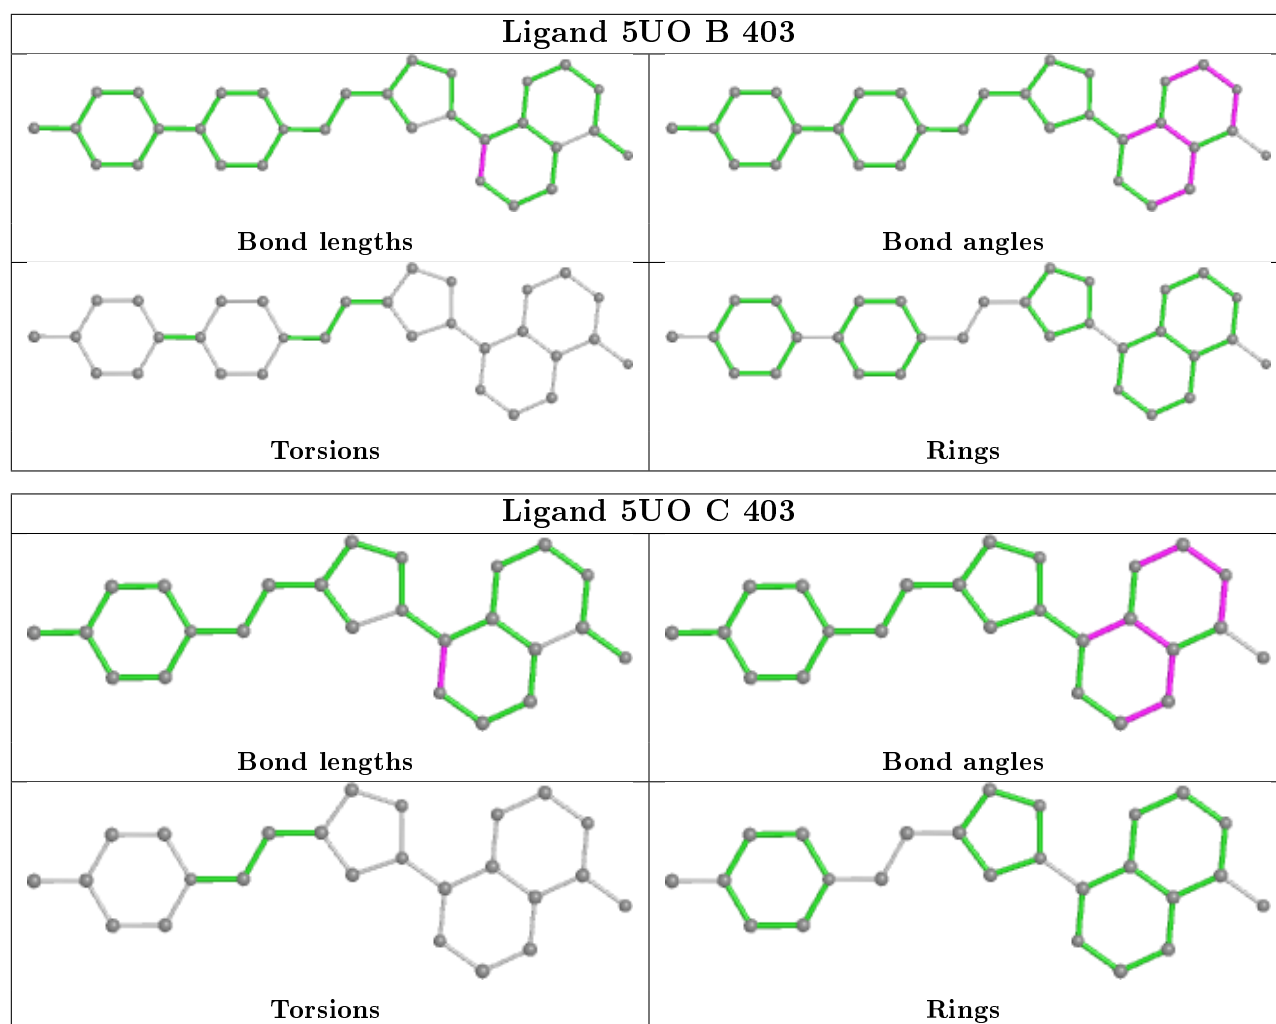 Ligand 5UO B 403
Bond lengths
Bond angles
Torsions
Rings
Ligand 5UO C 403
Bond lengths
Bond angles
Torsions
Rings